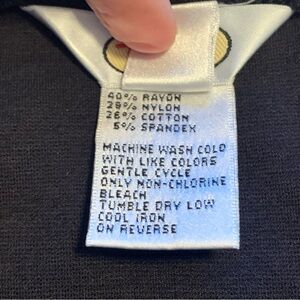 40% RAYON
29% NYLON
26% COTTON
5% SPANDEX
MACHINE WASH COLD
WITH LIKE COLORS
GENTLE CYCLE
ONLY NON-CHLORINE
BLEACH
TUMBLE DRY LOW
COOL IRON
ON REVERSE